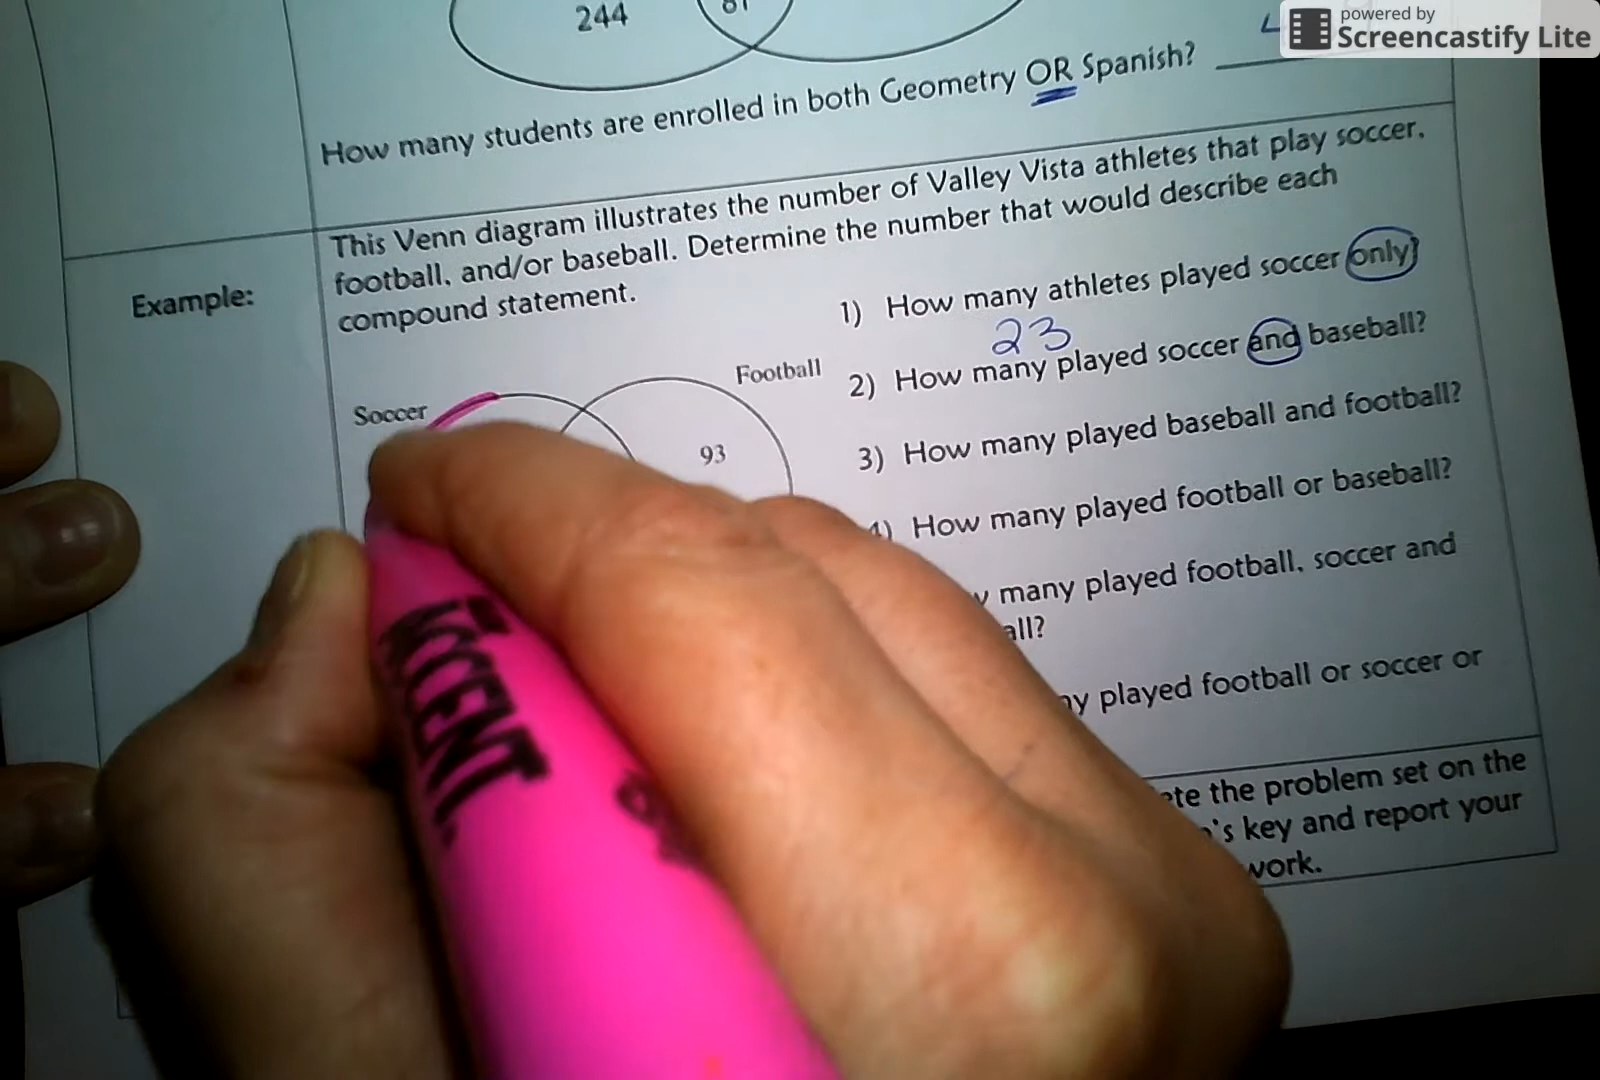 powered by
Screencastify Lite
244
How many students are enrolled in both Geometry OR Spanish?
This Venn diagram illustrates the number of Valley Vista athletes that play soccer,
football, and/or baseball. Determine the number that would describe each
compound statement.
Example:
1) How many athletes played soccer only?
23
2) How many played soccer and baseball?
3) How many played baseball and football?
How many played football or baseball?
many played football, soccer and
played football or soccer or
Soccer
Football
93
the problem set on the
key and report your
ACCENT